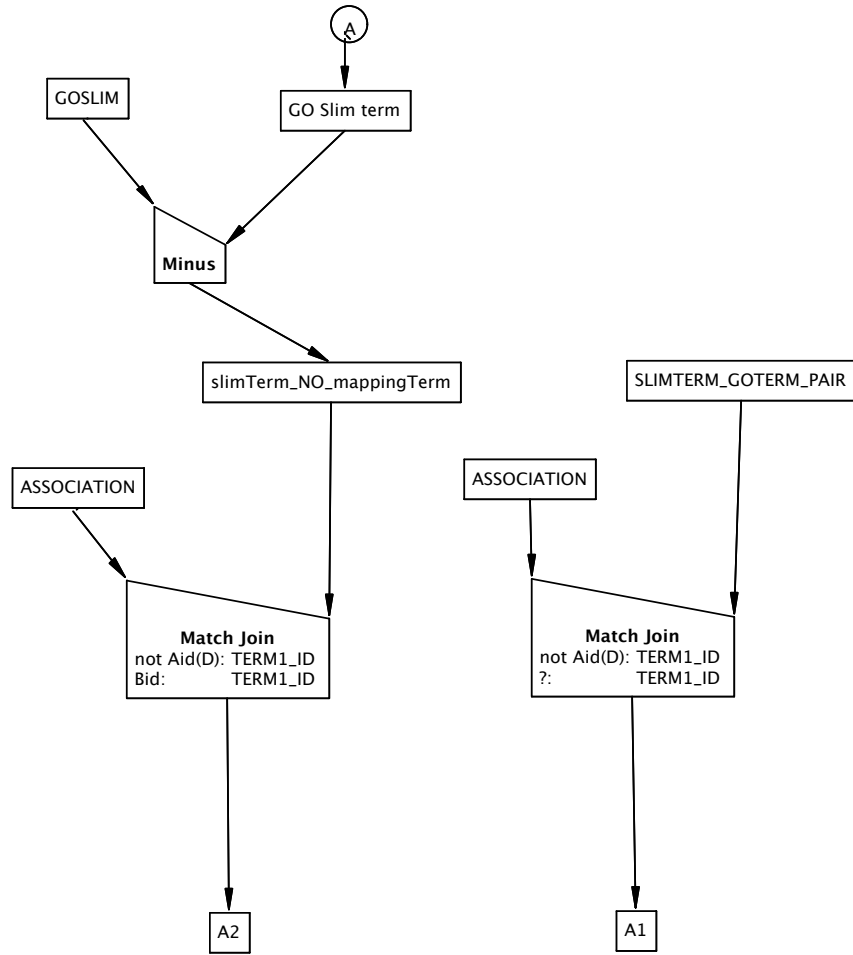 A
GOSLIM
GO Slim term
Minus
slimTerm_NO_mappingTerm
SLIMTERM_GOTERM_PAIR
ASSOCIATION
ASSOCIATION
Match Join
not Aid(D): TERM1_ID
Bid: TERM1_ID
Match Join
not Aid(D): TERM1_ID
?: TERM1_ID
A2
A1